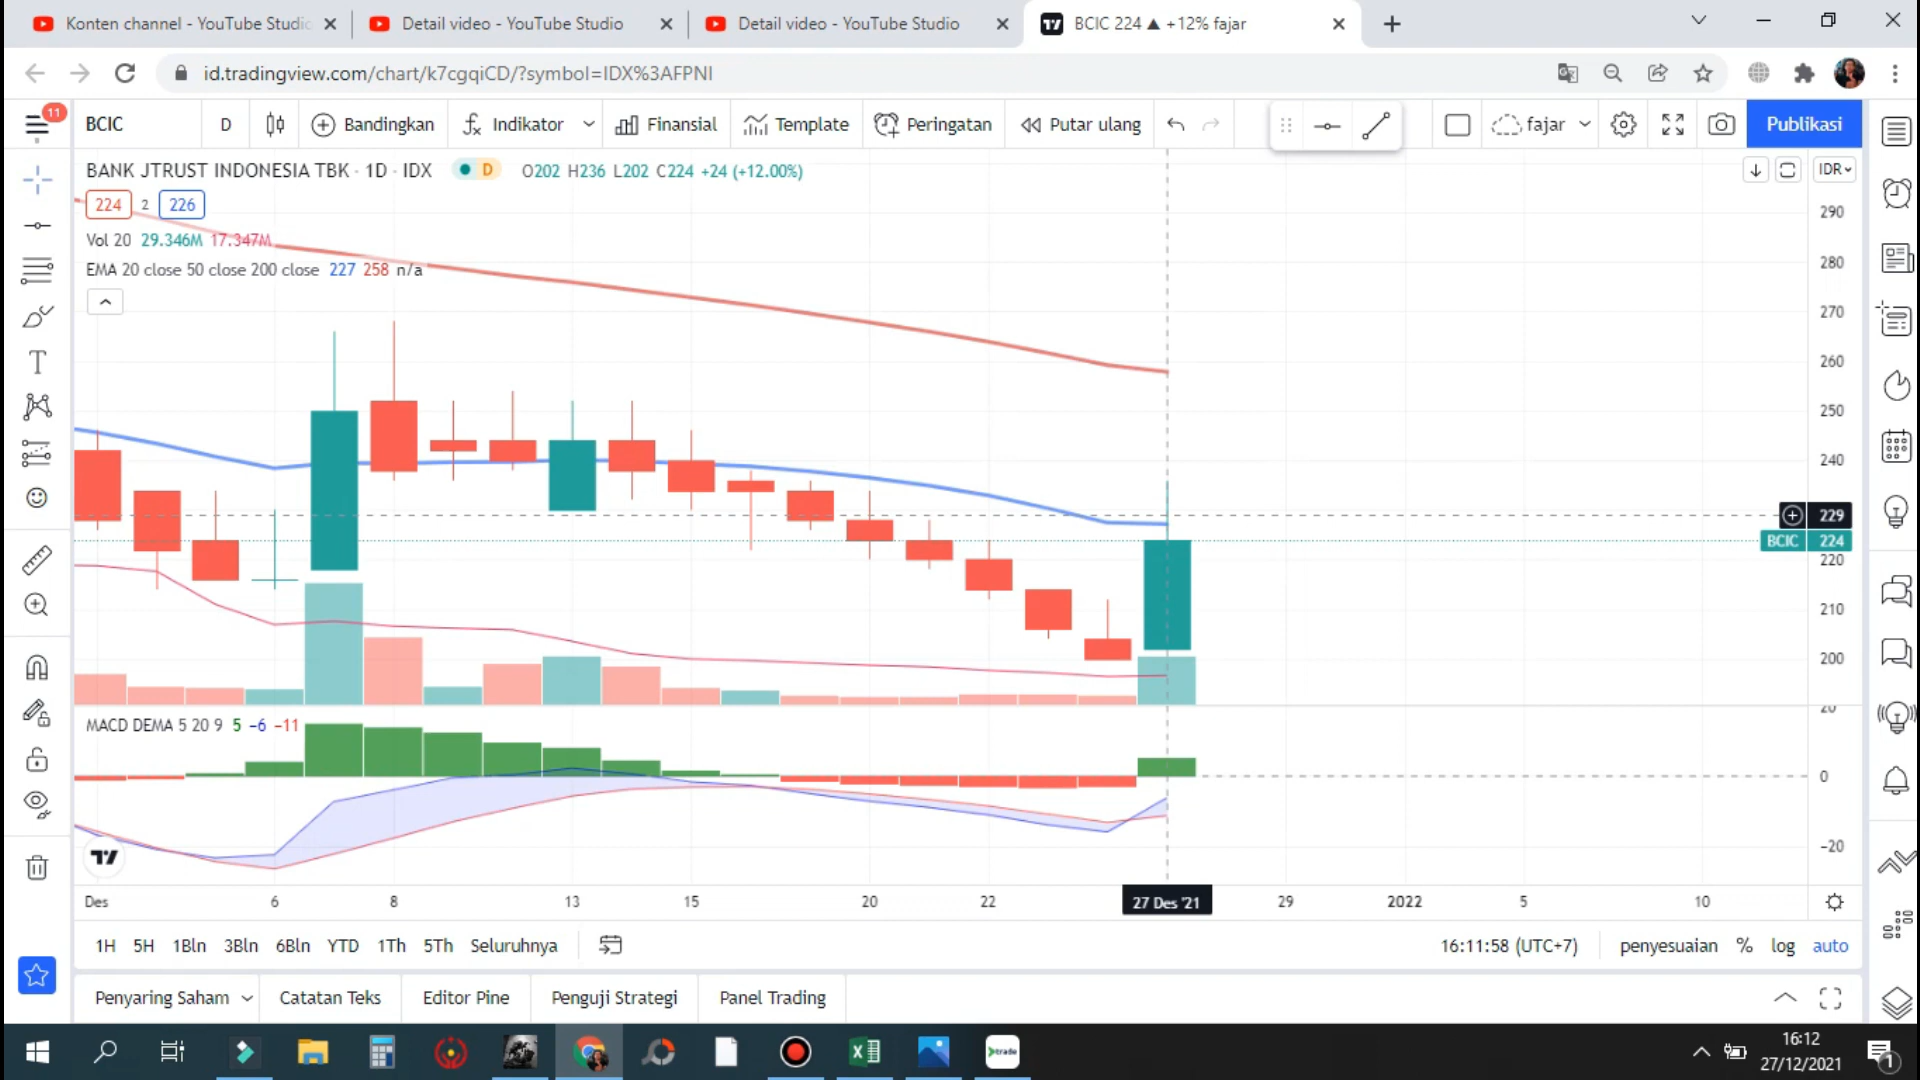 Konten channel - YouTube Studio
Detail video - YouTube Studio
Detail video - YouTube Studio
BCIC 224 ▲ +12% fajar
id.tradingview.com/chart/k7cgqiCD/?symbol=IDX%3AFPNI
11
BCIC
D
Bandingkan
Indikator
Finansial
Template
Peringatan
Putar ulang
fajar
Publikasi
BANK JTRUST INDONESIA TBK · 1D · IDX
D
O202 H236 L202 C224 +24 (+12.00%)
IDR
224 2 226
Vol 20 29.346M 17.347M
EMA 20 close 50 close 200 close 227 258 n/a
290
280
270
260
250
240
229
BCIC 224
220
210
200
20
MACD DEMA 5 20 9 5 −6 −11
0
−20
Des 6 8 13 15 20 22 27 Des '21 29 2022 5 10
1H 5H 1Bln 3Bln 6Bln YTD 1Th 5Th Seluruhnya
16:11:58 (UTC+7) penyesuaian % log auto
Penyaring Saham Catatan Teks Editor Pine Penguji Strategi Panel Trading
trade
16:12
27/12/2021
1